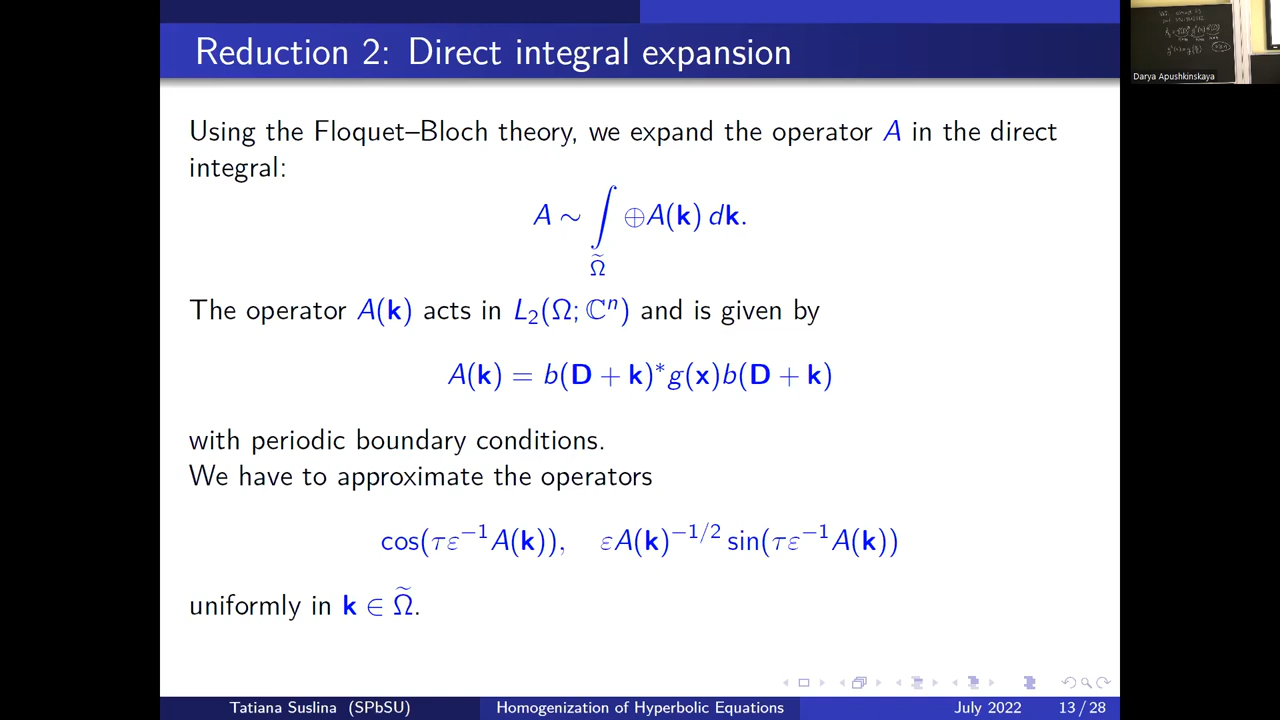 Reduction 2: Direct integral expansion
Using the Floquet–Bloch theory, we expand the operator A in the direct
integral:
A ∼ ∫_Ω̃ ⊕A(k) dk.
The operator A(k) acts in L₂(Ω; ℂⁿ) and is given by
A(k) = b(D + k)*g(x)b(D + k)
with periodic boundary conditions.
We have to approximate the operators
cos(τε⁻¹A(k)), εA(k)^{−1/2} sin(τε⁻¹A(k))
uniformly in k ∈ Ω̃.
Tatiana Suslina (SPbSU) Homogenization of Hyperbolic Equations July 2022 13 / 28
Darya Apushkinskaya